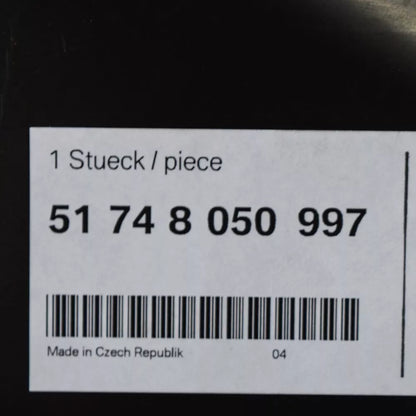 1 Stueck / piece
51 74 8 050 997
Made in Czech Republik 04